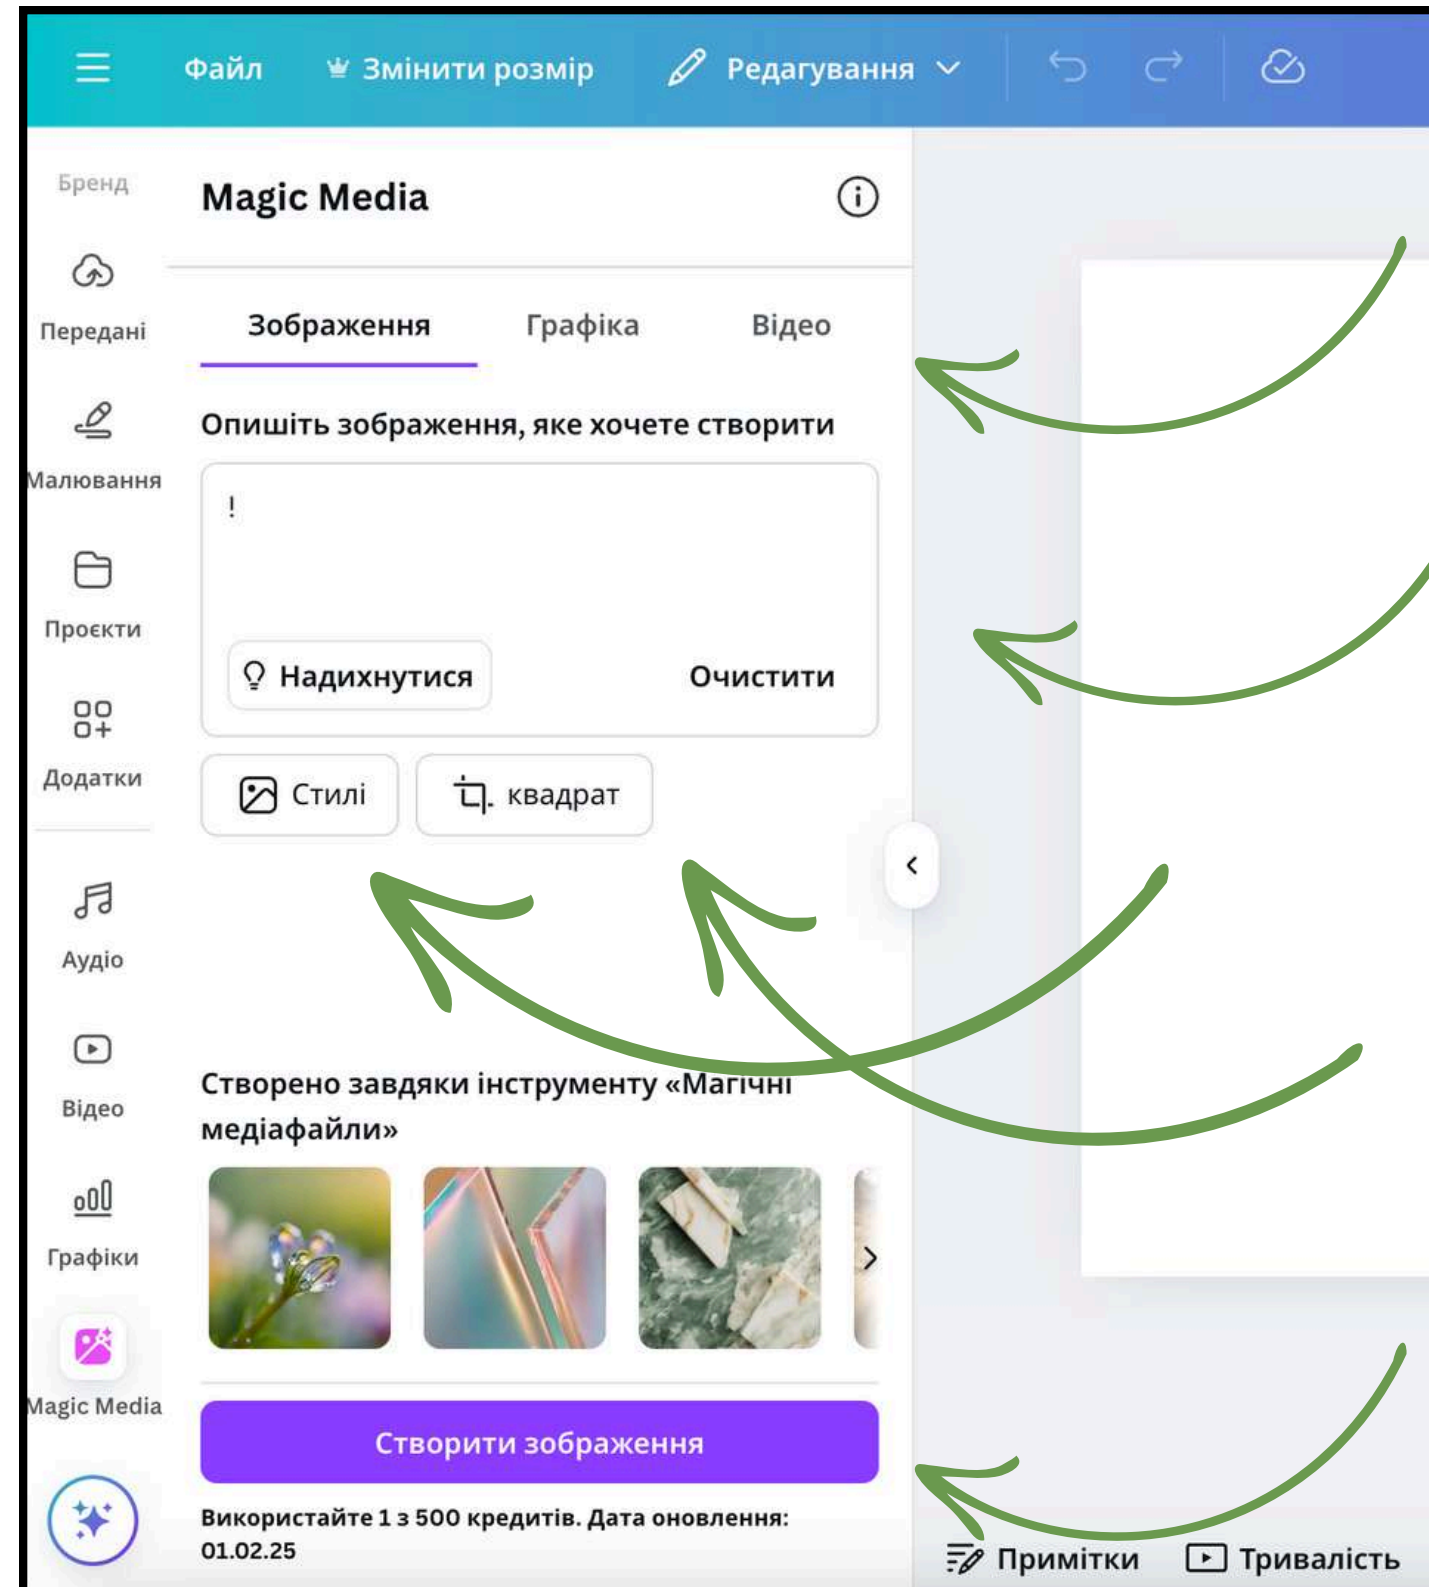 Файл Змінити розмір Редагування
Бренд
Передані
Малювання
Проєкти
Додатки
Аудіо
Відео
Графіки
Magic Media
Magic Media
Зображення Графіка Відео
Опишіть зображення, яке хочете створити
!
Надихнутися Очистити
Стилі квадрат
Створено завдяки інструменту «Магічні
медіафайли»
Створити зображення
Використайте 1 з 500 кредитів. Дата оновлення:
01.02.25
Примітки Тривалість